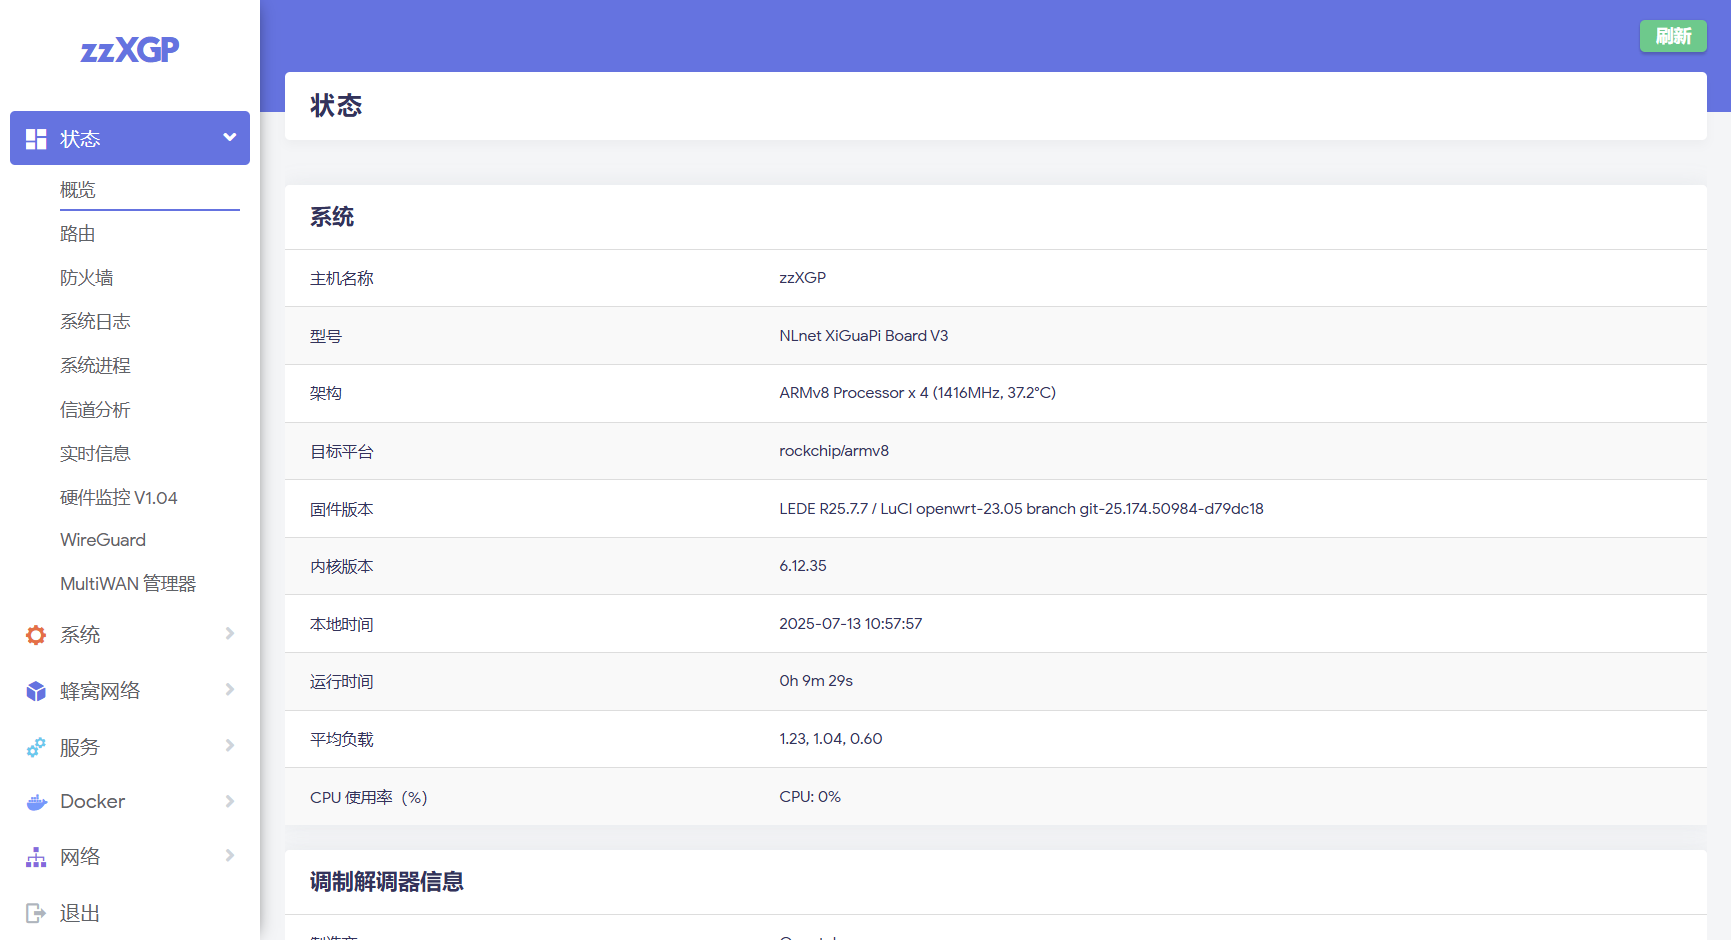 zzXGP
状态
概览
路由
防火墙
系统日志
系统进程
信道分析
实时信息
硬件监控 V1.04
WireGuard
MultiWAN 管理器
系统
蜂窝网络
服务
Docker
网络
退出
刷新
状态
系统
主机名称 zzXGP
型号 NLnet XiGuaPi Board V3
架构 ARMv8 Processor x 4 (1416MHz, 37.2°C)
目标平台 rockchip/armv8
固件版本 LEDE R25.7.7 / LuCI openwrt-23.05 branch git-25.174.50984-d79dc18
内核版本 6.12.35
本地时间 2025-07-13 10:57:57
运行时间 0h 9m 29s
平均负载 1.23, 1.04, 0.60
CPU 使用率（%） CPU: 0%
调制解调器信息